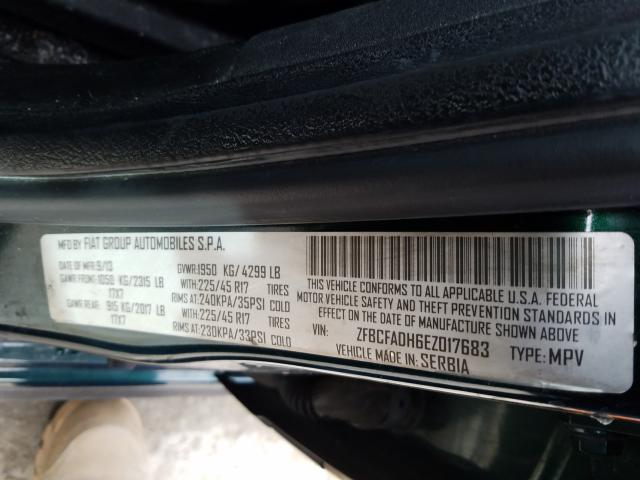 MFD BY FIAT GROUP AUTOMOBILES S.P.A.
DATE OF MFR:9/13 GVWR:1950 KG/4299 LB
GAWR FRONT:1050 KG/2315 LB WITH:225/45 R17 TIRES
17X7 RIMS AT:240KPA/35PSI COLD
GAWR REAR: 915 KG/2017 LB WITH:225/45 R17 TIRES
17X7 RIMS AT:230KPA/33PSI COLD
THIS VEHICLE CONFORMS TO ALL APPLICABLE U.S.A. FEDERAL
MOTOR VEHICLE SAFETY, BUMPER, AND THEFT PREVENTION STANDARDS IN
EFFECT ON THE DATE OF MANUFACTURE SHOWN ABOVE
VIN: ZFBCFADH6EZ017683 TYPE: MPV
VEHICLE MADE IN SERBIA